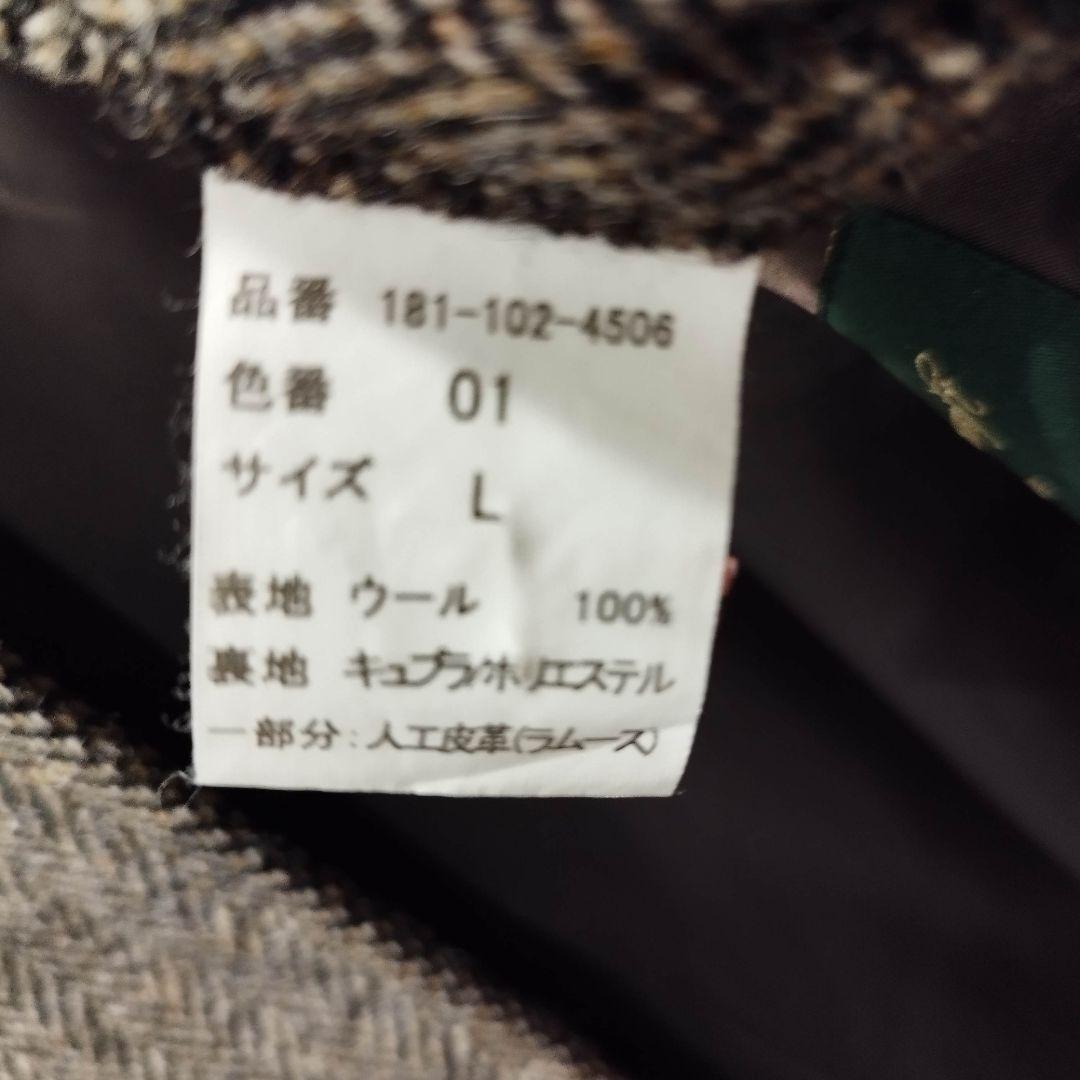 品番 181-102-4506
色番 01
サイズ L
表地 ウール 100%
裏地 キュプラ/ポリエステル
一部分:人工皮革(ラムース)